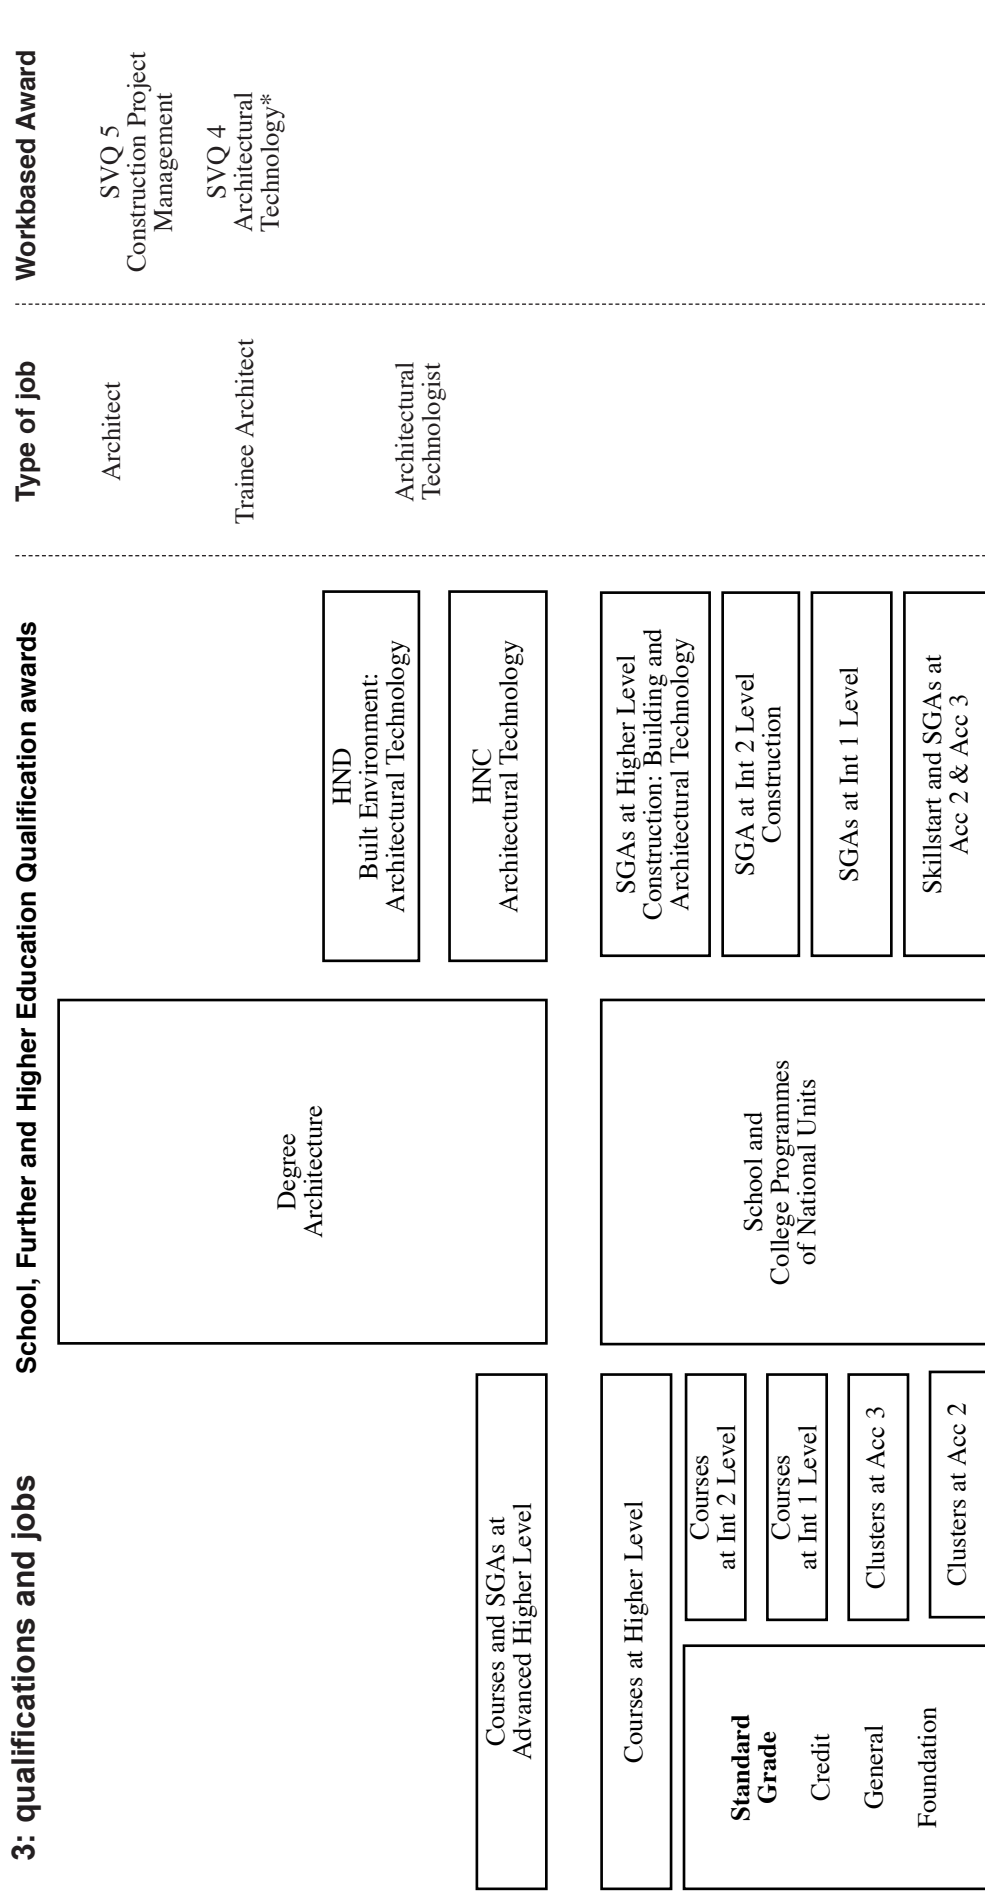 3: qualifications and jobs
School, Further and Higher Education Qualification awards
Type of job
Workbased Award
Degree
Architecture
Architect
SVQ 5
Construction Project
Management
Trainee Architect
SVQ 4
Architectural
Technology*
HND
Built Environment:
Architectural Technology
Architectural
Technologist
Courses and SGAs at
Advanced Higher Level
HNC
Architectural Technology
Courses at Higher Level
School and
College Programmes
of National Units
SGAs at Higher Level
Construction: Building and
Architectural Technology
Standard
Grade
Credit
General
Foundation
Courses
at Int 2 Level
SGA at Int 2 Level
Construction
Courses
at Int 1 Level
SGAs at Int 1 Level
Clusters at Acc 3
Clusters at Acc 2
Skillstart and SGAs at
Acc 2 & Acc 3